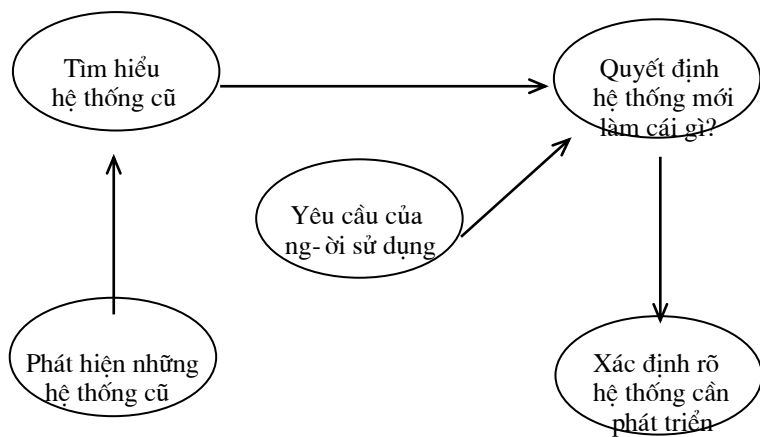 Tìm hiểu
hệ thống cũ
Quyết định
hệ thống mới
làm cái gì?
Yêu cầu của
ng- ời sử dụng
Phát hiện những
hệ thống cũ
Xác định rõ
hệ thống cần
phát triển